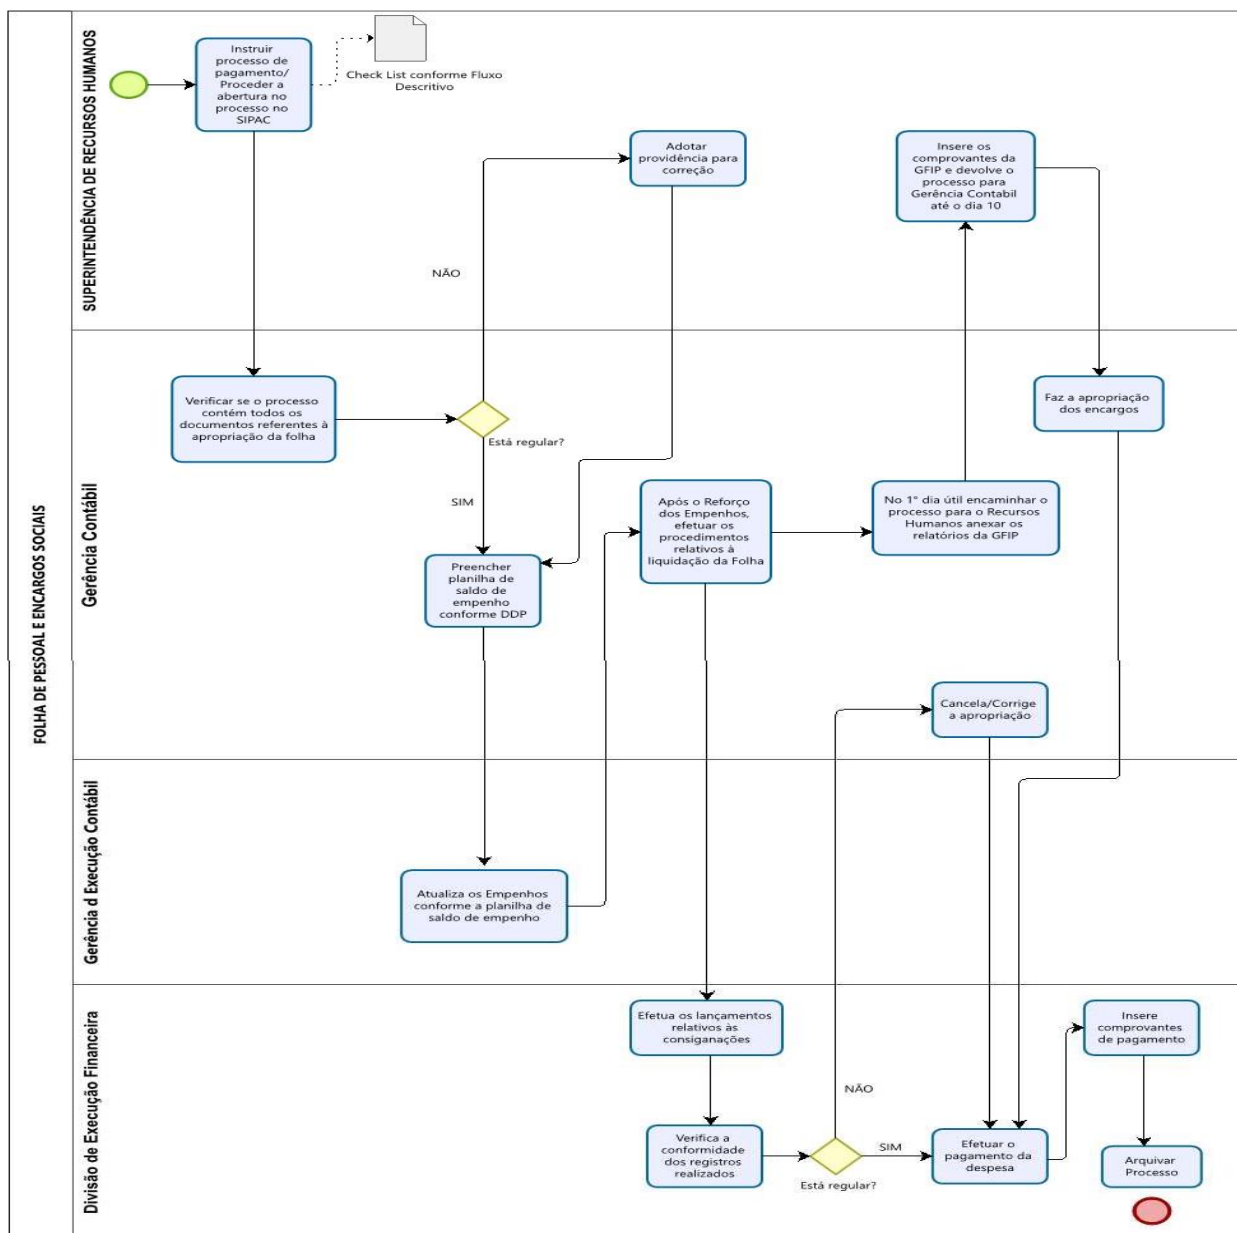 FOLHA DE PESSOAL E ENCARGOS SOCIAIS
SUPERINTENDÊNCIA DE RECURSOS HUMANOS
Instruir
processo de
pagamento/
Proceder a
abertura no
processo no
SIPAC
Check List conforme Fluxo
Descritivo
Adotar
providência para
correção
Insere os
comprovantes da
GFIP e devolve o
processo para
Gerência Contabil
até o dia 10
NÃO
Gerência Contábil
Verificar se o processo
contém todos os
documentos referentes à
apropriação da folha
Está regular?
SIM
Faz a apropriação
dos encargos
Após o Reforço
dos Empenhos,
efetuar os
procedimentos
relativos à
liquidação da Folha
No 1° dia útil encaminhar o
processo para o Recursos
Humanos anexar os
relatórios da GFIP
Preencher
planilha de
saldo de
empenho
conforme DDP
Cancela/Corrige
a apropriação
Gerência d Execução Contábil
Atualiza os Empenhos
conforme a planilha de
saldo de empenho
Divisão de Execução Financeira
Efetua os lançamentos
relativos às
consiganações
Insere
comprovantes
de pagamento
NÃO
Verifica a
conformidade
dos registros
realizados
Está regular?
SIM
Efetuar o
pagamento da
despesa
Arquivar
Processo